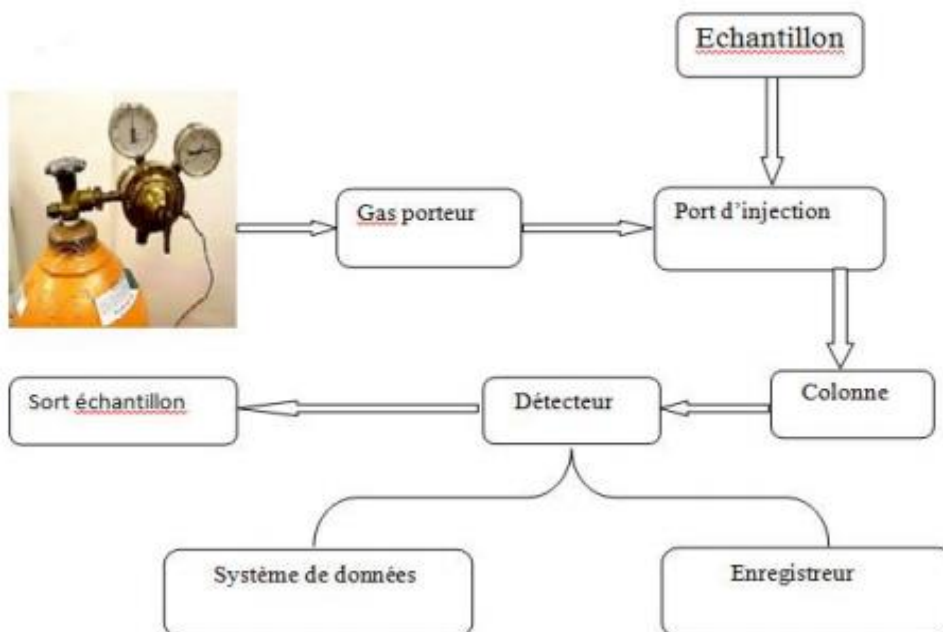 Echantillon
Gas porteur
Port d’injection
Sort échantillon
Détecteur
Colonne
Système de données
Enregistreur